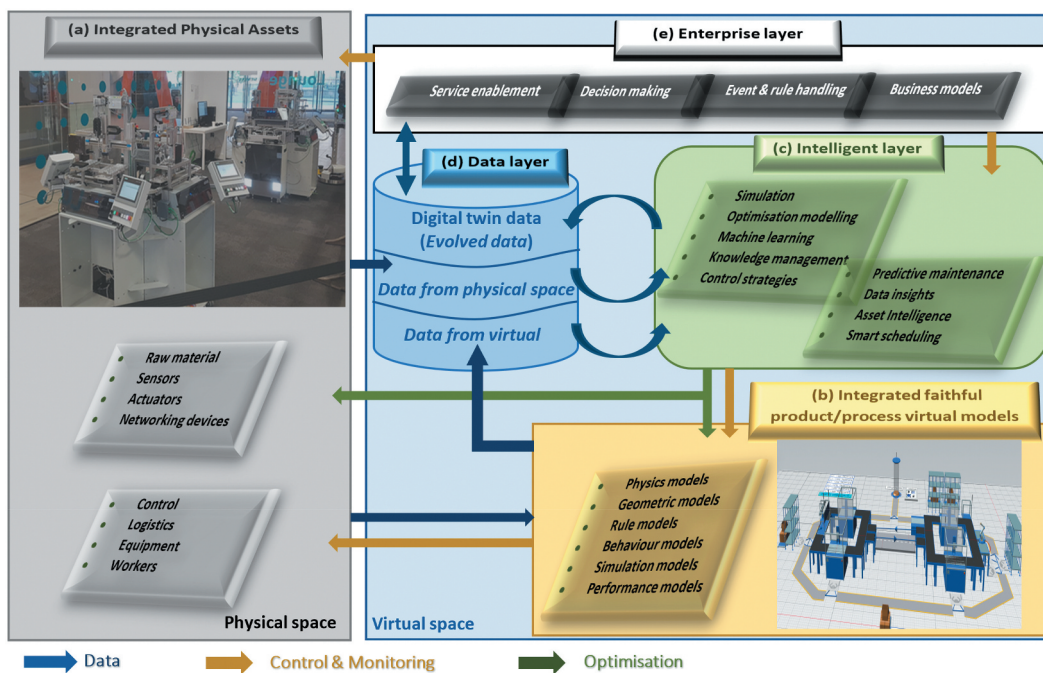 (a) Integrated Physical Assets
Raw material
Sensors
Actuators
Networking devices
Control
Logistics
Equipment
Workers
Physical space
(e) Enterprise layer
Service enablement
Decision making
Event & rule handling
Business models
(d) Data layer
Digital twin data
(Evolved data)
Data from physical space
Data from virtual
(c) Intelligent layer
Simulation
Optimisation modelling
Machine learning
Knowledge management
Control strategies
Predictive maintenance
Data insights
Asset Intelligence
Smart scheduling
(b) Integrated faithful
product/process virtual models
Physics models
Geometric models
Rule models
Behaviour models
Simulation models
Performance models
Virtual space
Data
Control & Monitoring
Optimisation